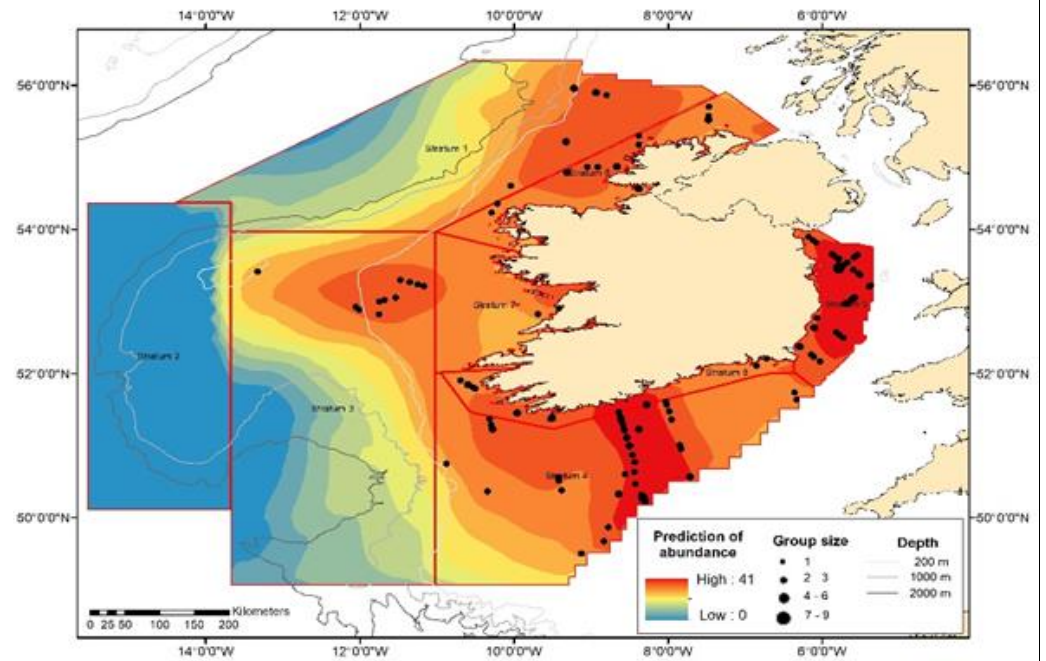 14°0'0"W 12°0'0"W 10°0'0"W 8°0'0"W 6°0'0"W
56°0'0"N 56°0'0"N
Stratum 1
54°0'0"N 54°0'0"N
Stratum
Stratum 2
52°0'0"N 52°0'0"N
Stratum 3
Stratum 4
50°0'0"N 50°0'0"N
Prediction of
abundance
High : 41
Low : 0
Group size
1
2 3
4 - 6
7 - 9
Depth
200 m
1000 m
2000 m
Kilometers
0 25 50 100 150 200
14°0'0"W 12°0'0"W 10°0'0"W 8°0'0"W 6°0'0"W